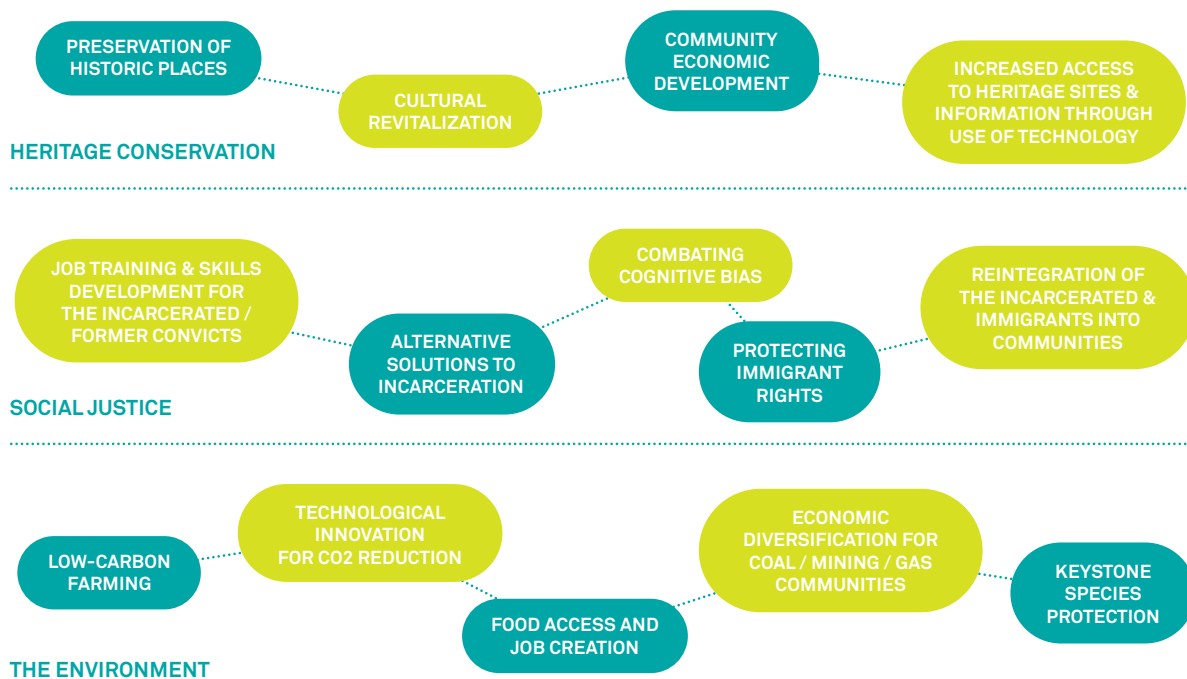 PRESERVATION OF
HISTORIC PLACES
CULTURAL
REVITALIZATION
COMMUNITY
ECONOMIC
DEVELOPMENT
INCREASED ACCESS
TO HERITAGE SITES &
INFORMATION THROUGH
USE OF TECHNOLOGY
HERITAGE CONSERVATION
JOB TRAINING & SKILLS
DEVELOPMENT FOR
THE INCARCERATED /
FORMER CONVICTS
ALTERNATIVE
SOLUTIONS TO
INCARCERATION
COMBATING
COGNITIVE BIAS
PROTECTING
IMMIGRANT
RIGHTS
REINTEGRATION OF
THE INCARCERATED &
IMMIGRANTS INTO
COMMUNITIES
SOCIAL JUSTICE
LOW-CARBON
FARMING
TECHNOLOGICAL
INNOVATION
FOR CO2 REDUCTION
FOOD ACCESS AND
JOB CREATION
ECONOMIC
DIVERSIFICATION FOR
COAL / MINING / GAS
COMMUNITIES
KEYSTONE
SPECIES
PROTECTION
THE ENVIRONMENT